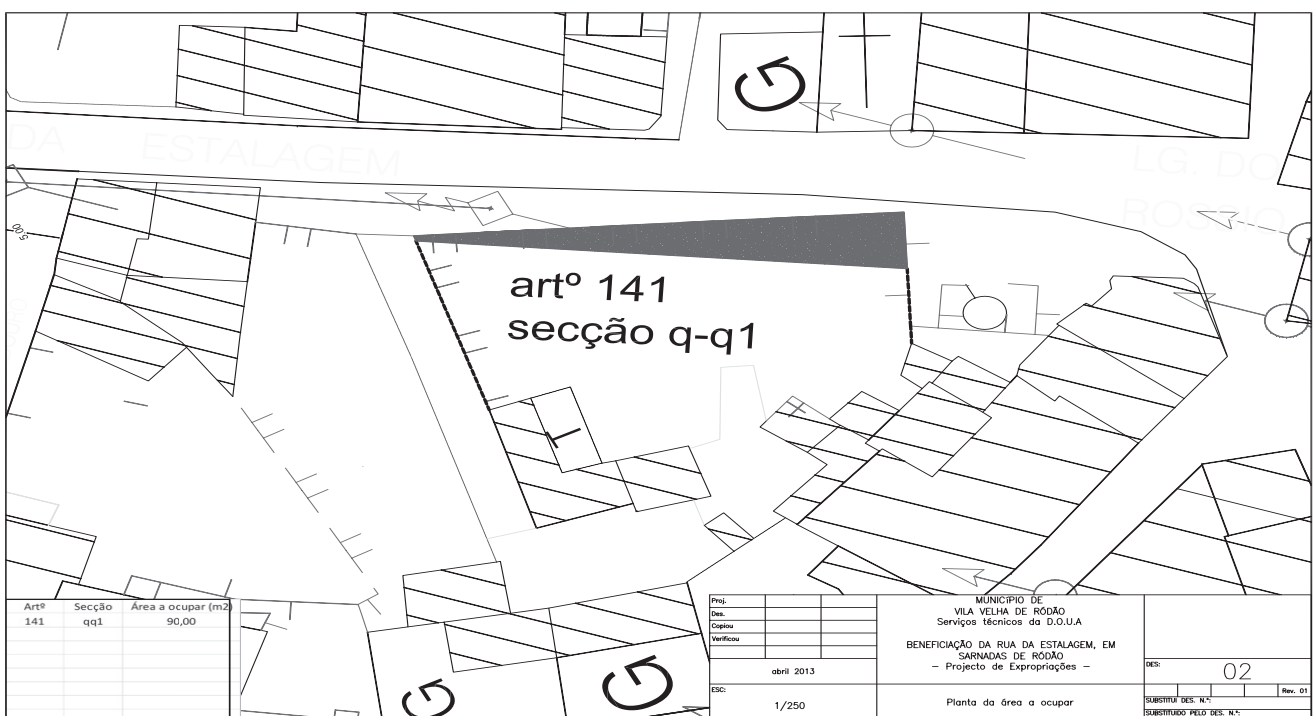 G
DA ESTALAGEM
LG. DO
ROSSIO
5,00
artº 141
secção q-q1
T
G
G
Artº Secção Área a ocupar (m2)
141 qq1 90,00
Proj.
Des.
Copiou
Verificou
abril 2013
ESC:
1/250
MUNICíPIO DE
VILA VELHA DE RÓDÃO
Serviços técnicos da D.O.U.A
BENEFICIAÇÃO DA RUA DA ESTALAGEM, EM
SARNADAS DE RÓDÃO
– Projecto de Expropriações –
Planta da área a ocupar
DES: 02
Rev. 01
SUBSTITUI DES. N.º:
SUBSTITUIDO PELO DES. N.º: